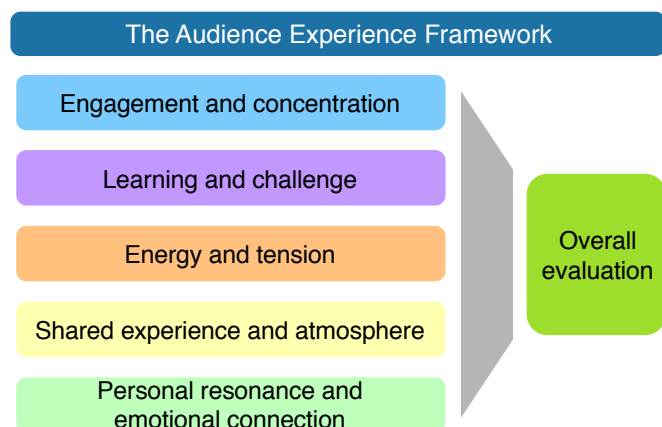 The Audience Experience Framework
Engagement and concentration
Learning and challenge
Energy and tension
Shared experience and atmosphere
Personal resonance and
emotional connection
Overall
evaluation